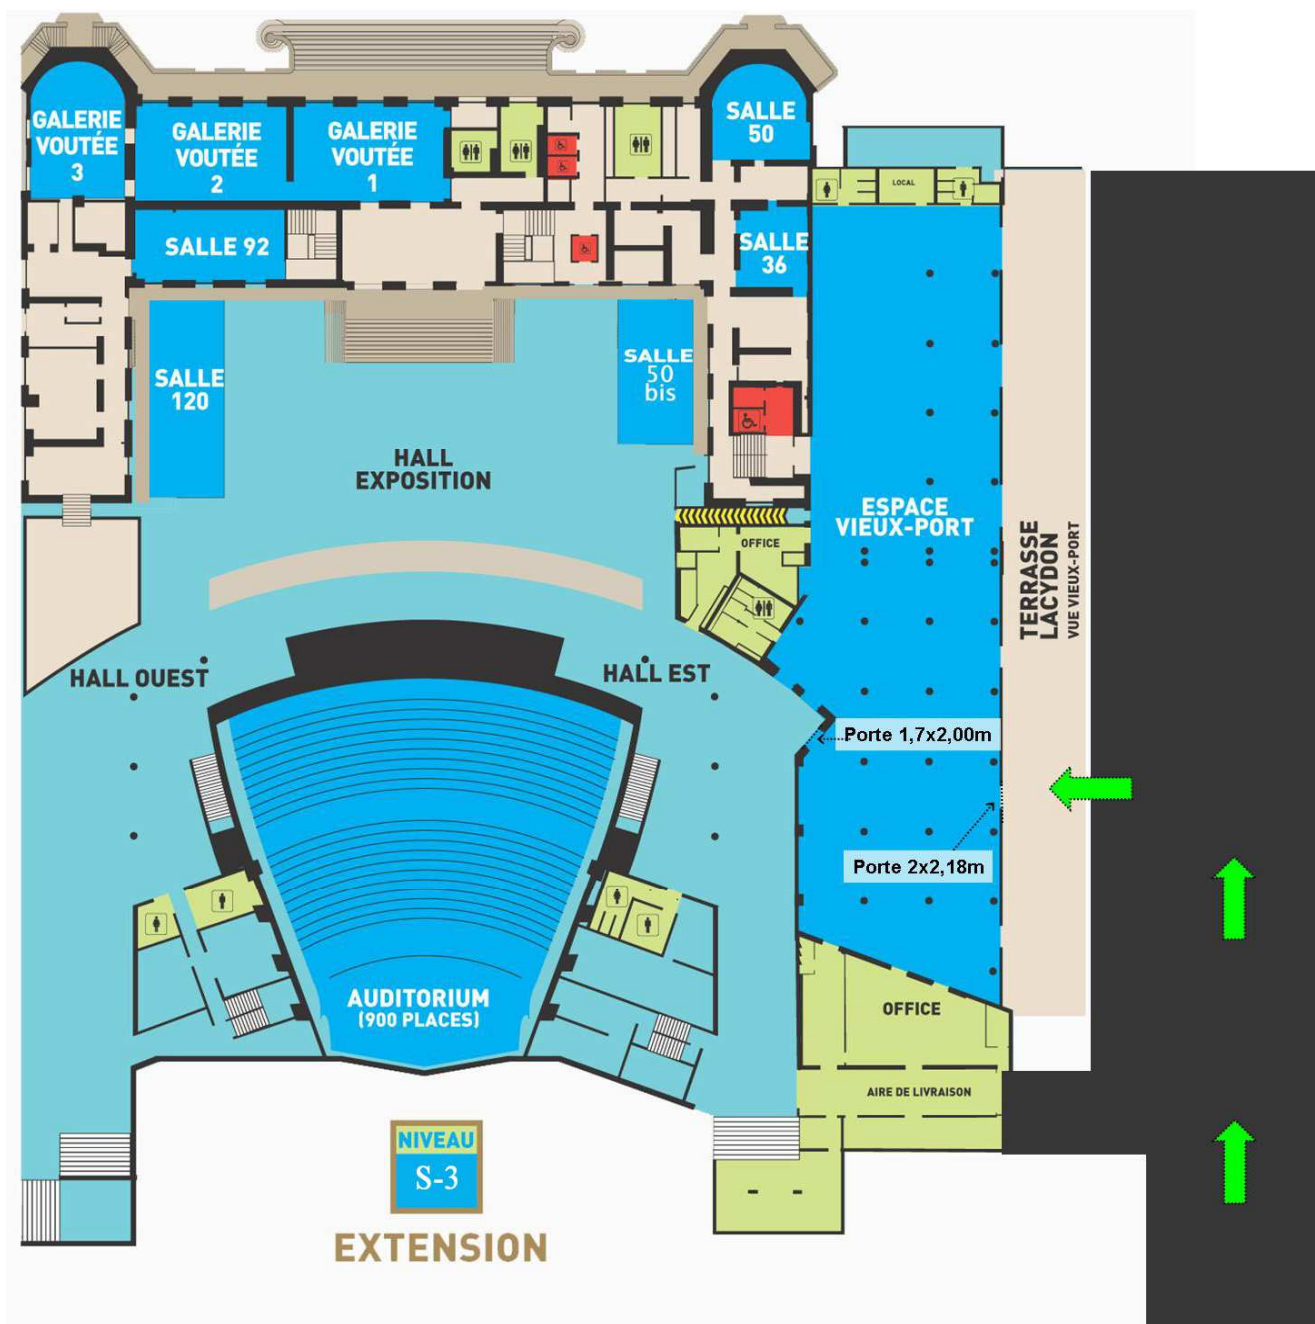 GALERIE
VOUTÉE
3
GALERIE
VOUTÉE
2
GALERIE
VOUTÉE
1
SALLE
50
LOCAL
SALLE 92
SALLE
36
SALLE
120
SALLE
50
bis
HALL
EXPOSITION
ESPACE
VIEUX-PORT
OFFICE
TERRASSE
LACYDON
VUE VIEUX-PORT
HALL OUEST
HALL EST
Porte 1,7x2,00m
Porte 2x2,18m
AUDITORIUM
(900 PLACES)
OFFICE
AIRE DE LIVRAISON
NIVEAU
S-3
EXTENSION